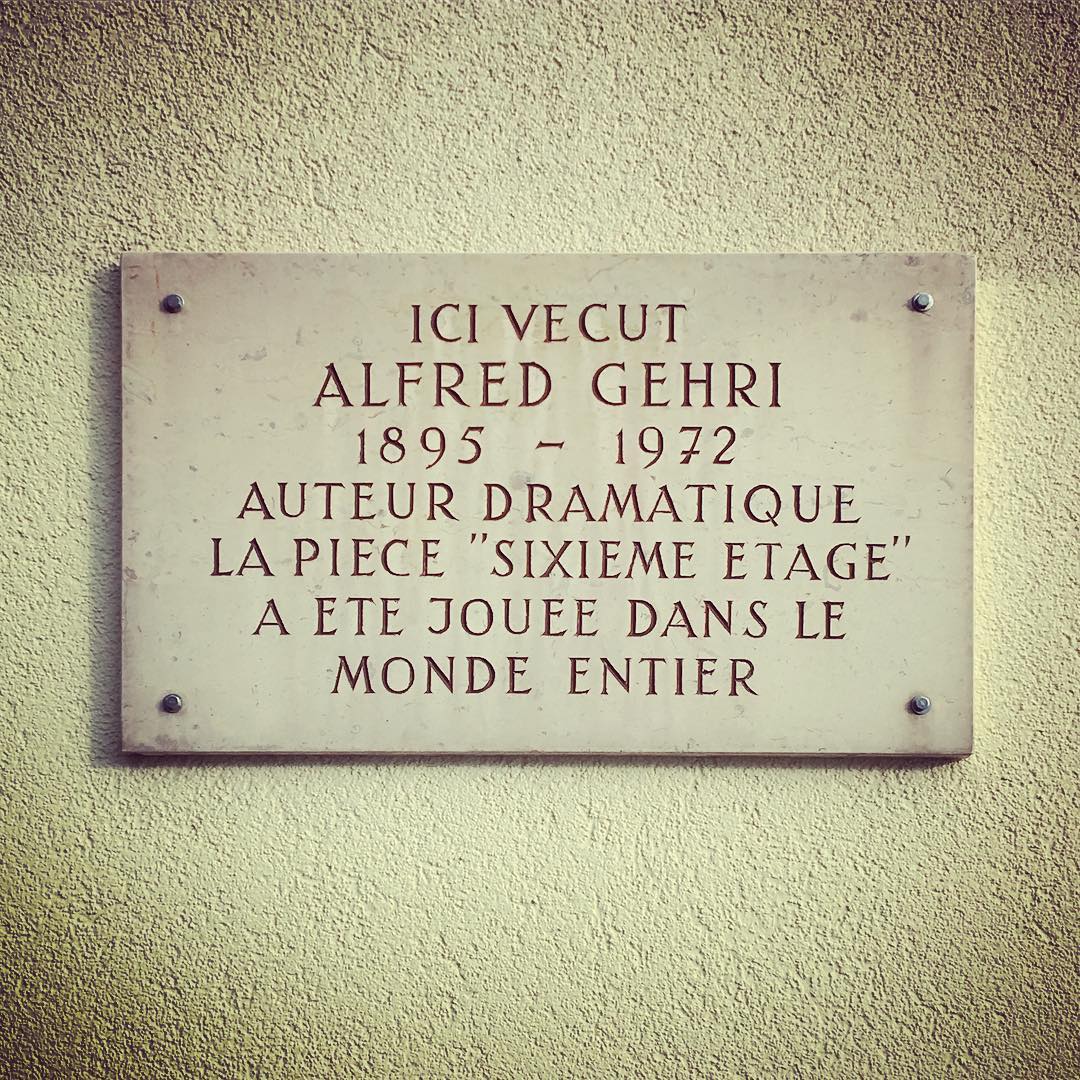 ICI VECUT
ALFRED GEHRI
1895 - 1972
AUTEUR DRAMATIQUE
LA PIECE "SIXIEME ETAGE"
A ETE JOUEE DANS LE
MONDE ENTIER